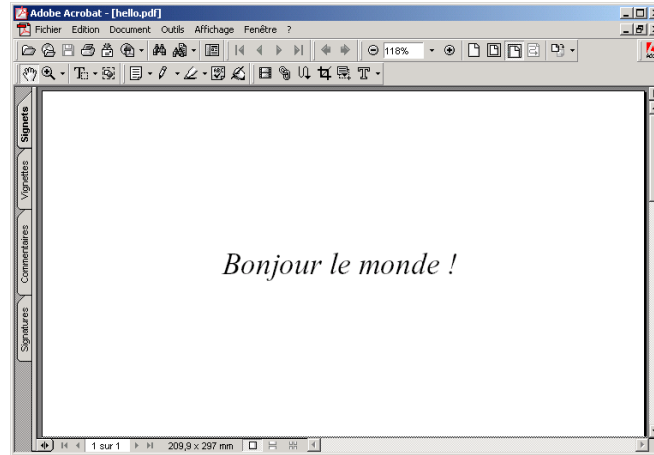 Adobe Acrobat - [hello.pdf]
Fichier Edition Document Outils Affichage Fenêtre ?
118%
Signets
Vignettes
Commentaires
Signatures
Bonjour le monde !
1 sur 1 209,9 x 297 mm